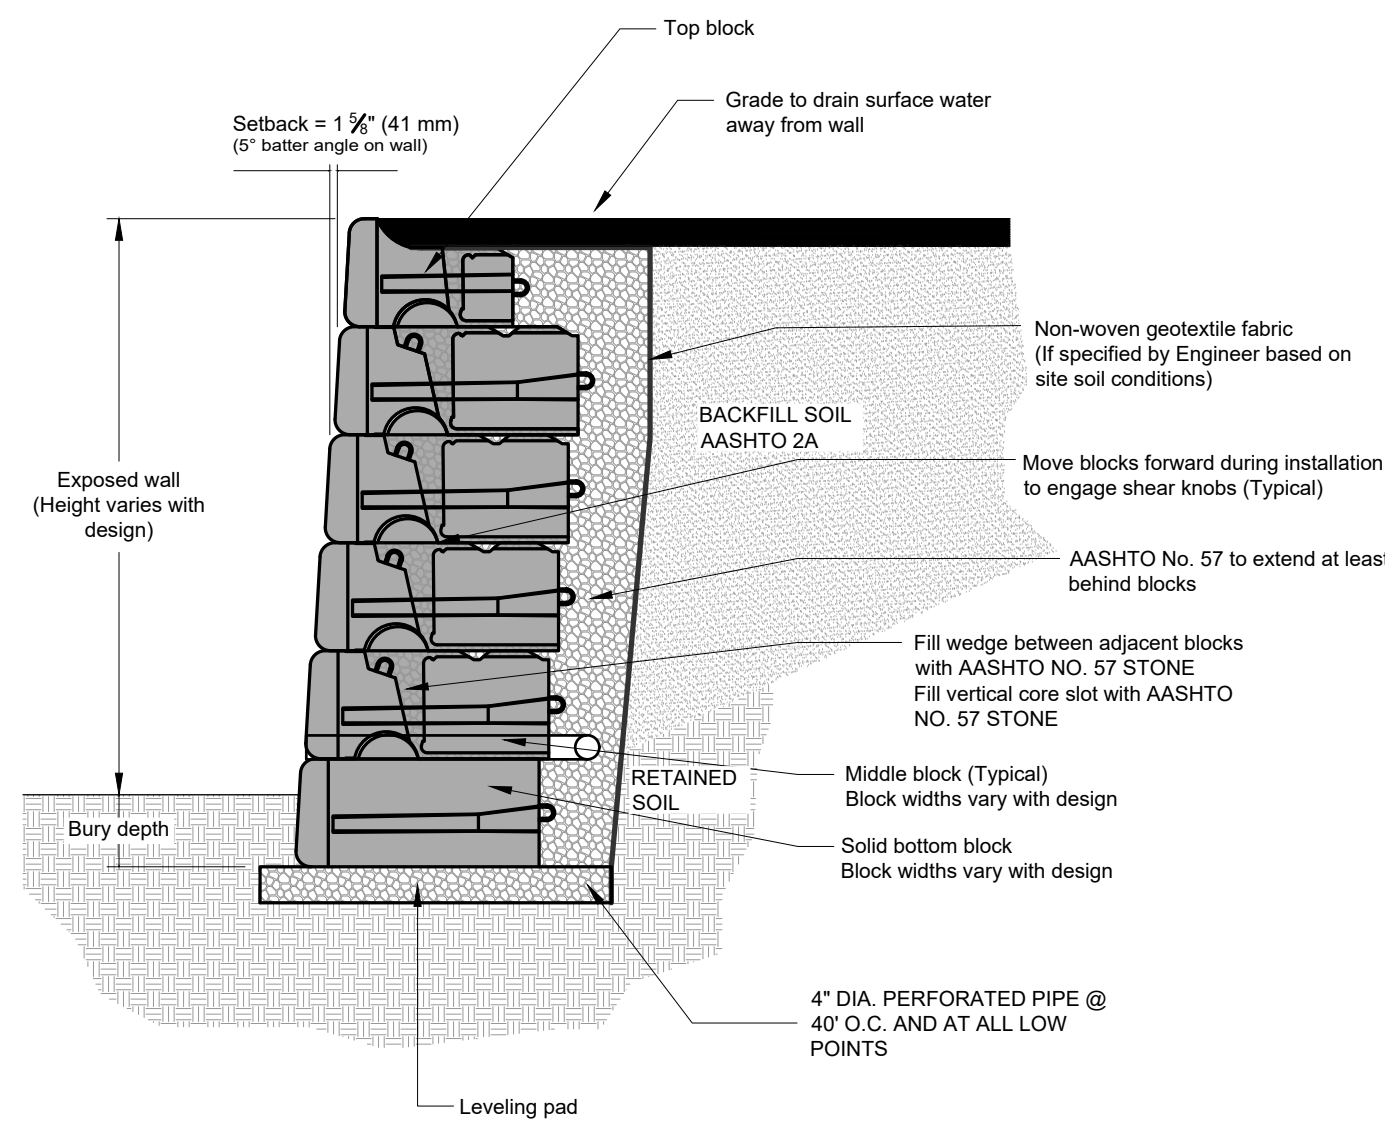 Top block
Grade to drain surface water
away from wall
Setback = 1 5/8" (41 mm)
(5° batter angle on wall)
Non-woven geotextile fabric
(If specified by Engineer based on
site soil conditions)
BACKFILL SOIL
AASHTO 2A
Move blocks forward during installation
to engage shear knobs (Typical)
Exposed wall
(Height varies with
design)
AASHTO No. 57 to extend at least
behind blocks
Fill wedge between adjacent blocks
with AASHTO NO. 57 STONE
Fill vertical core slot with AASHTO
NO. 57 STONE
RETAINED
SOIL
Middle block (Typical)
Block widths vary with design
Bury depth
Solid bottom block
Block widths vary with design
4" DIA. PERFORATED PIPE @
40' O.C. AND AT ALL LOW
POINTS
Leveling pad